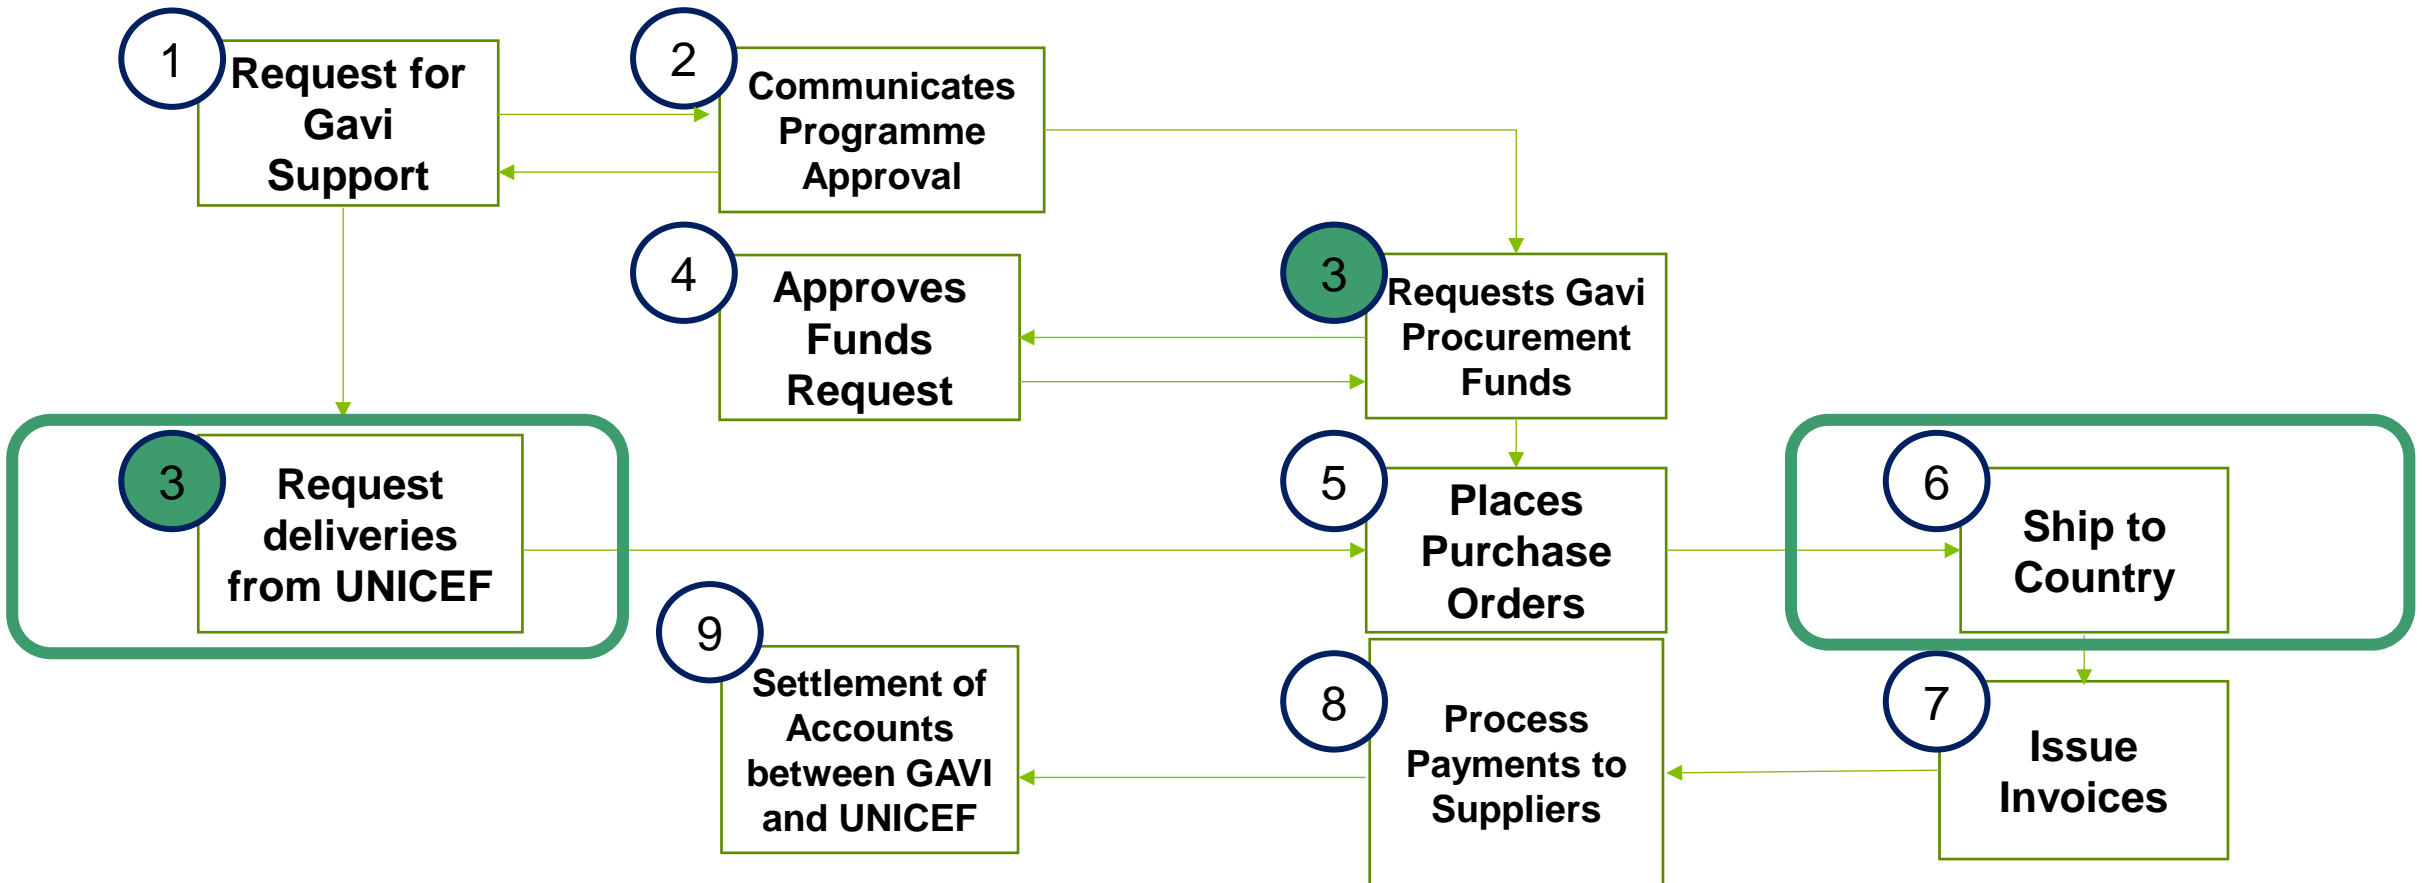 1
Request for
Gavi
Support
2
Communicates
Programme
Approval
4
Approves
Funds
Request
3
Requests Gavi
Procurement
Funds
3
Request
deliveries
from UNICEF
5
Places
Purchase
Orders
6
Ship to
Country
9
Settlement of
Accounts
between GAVI
and UNICEF
8
Process
Payments to
Suppliers
7
Issue
Invoices